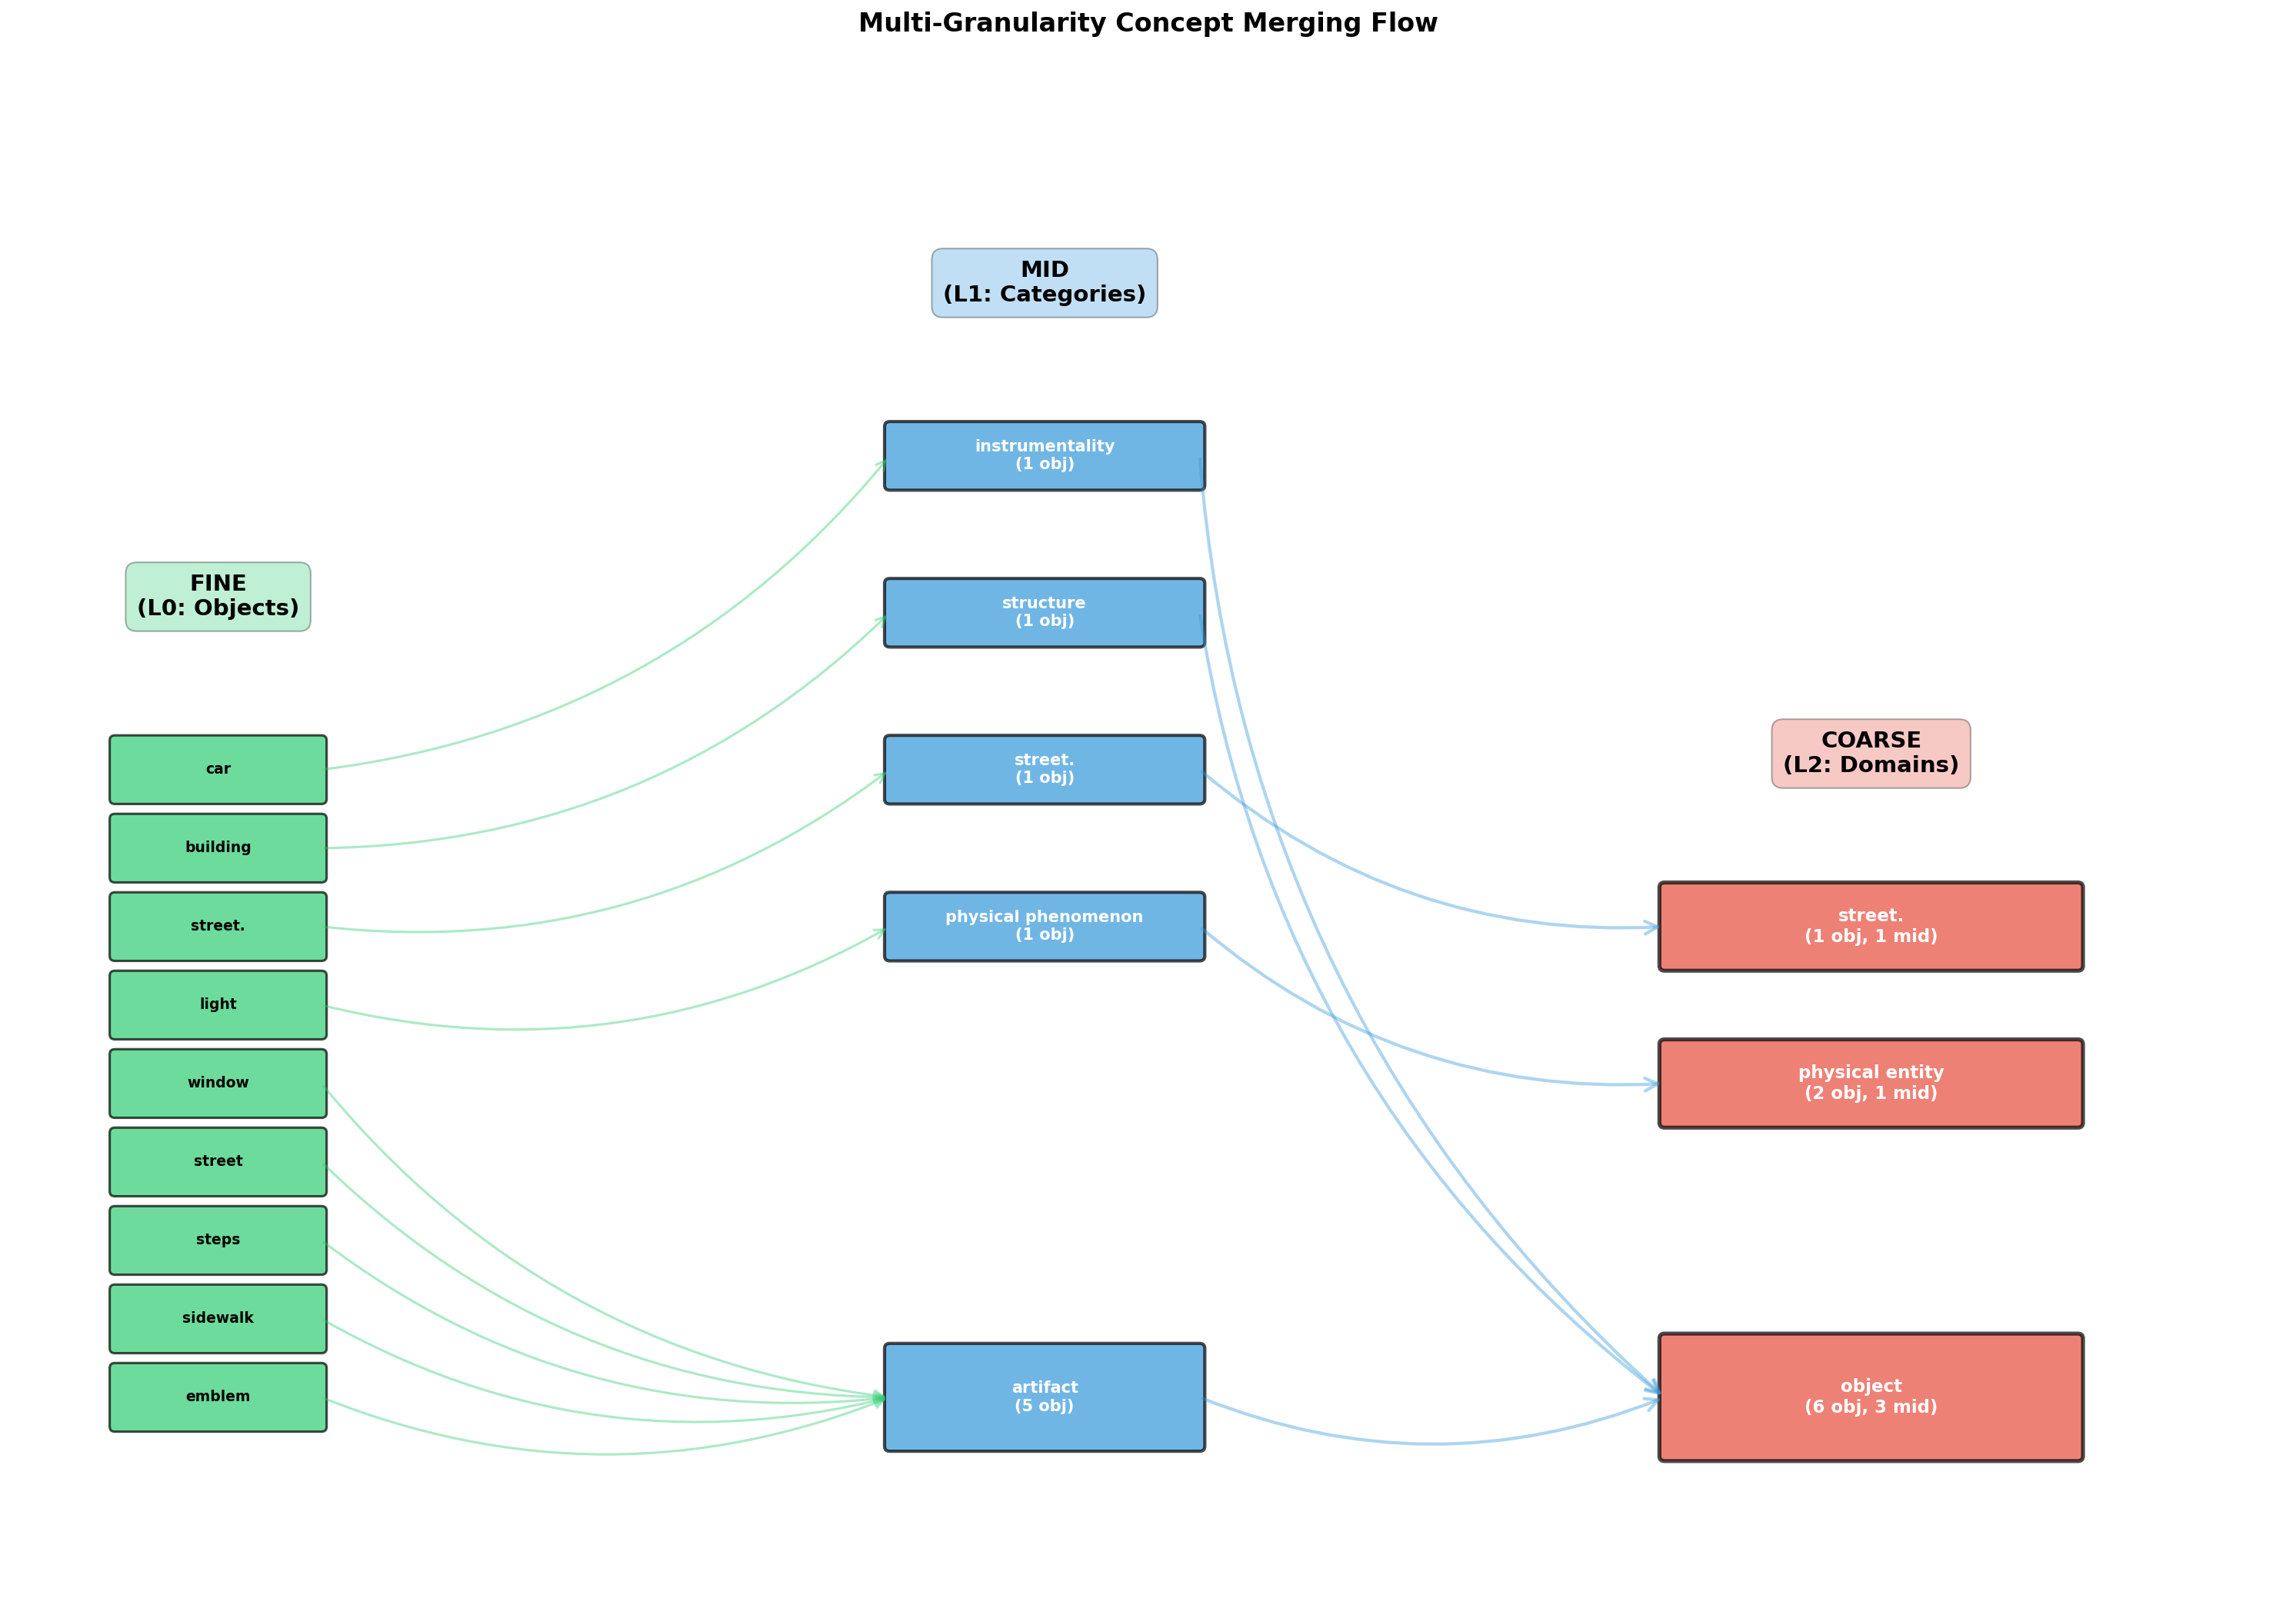 Multi-Granularity Concept Merging Flow
FINE
(L0: Objects)
car
building
street.
light
window
street
steps
sidewalk
emblem
MID
(L1: Categories)
instrumentality
(1 obj)
structure
(1 obj)
street.
(1 obj)
physical phenomenon
(1 obj)
artifact
(5 obj)
COARSE
(L2: Domains)
street.
(1 obj, 1 mid)
physical entity
(2 obj, 1 mid)
object
(6 obj, 3 mid)